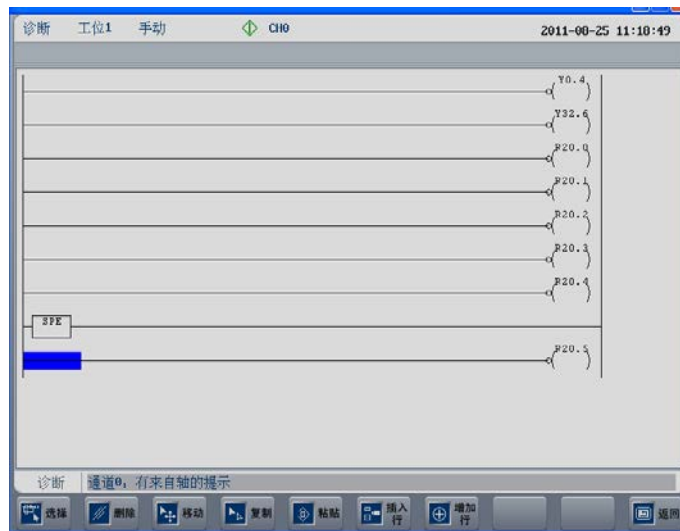 诊断 工位1 手动 CH0 2011-08-25 11:10:49
Y0.4
Y32.6
R20.0
R20.1
R20.2
R20.3
R20.4
SPE
R20.5
诊断 通道0，有来自轴的提示
选择 删除 移动 复制 粘贴 插入 增加 返回
行 行